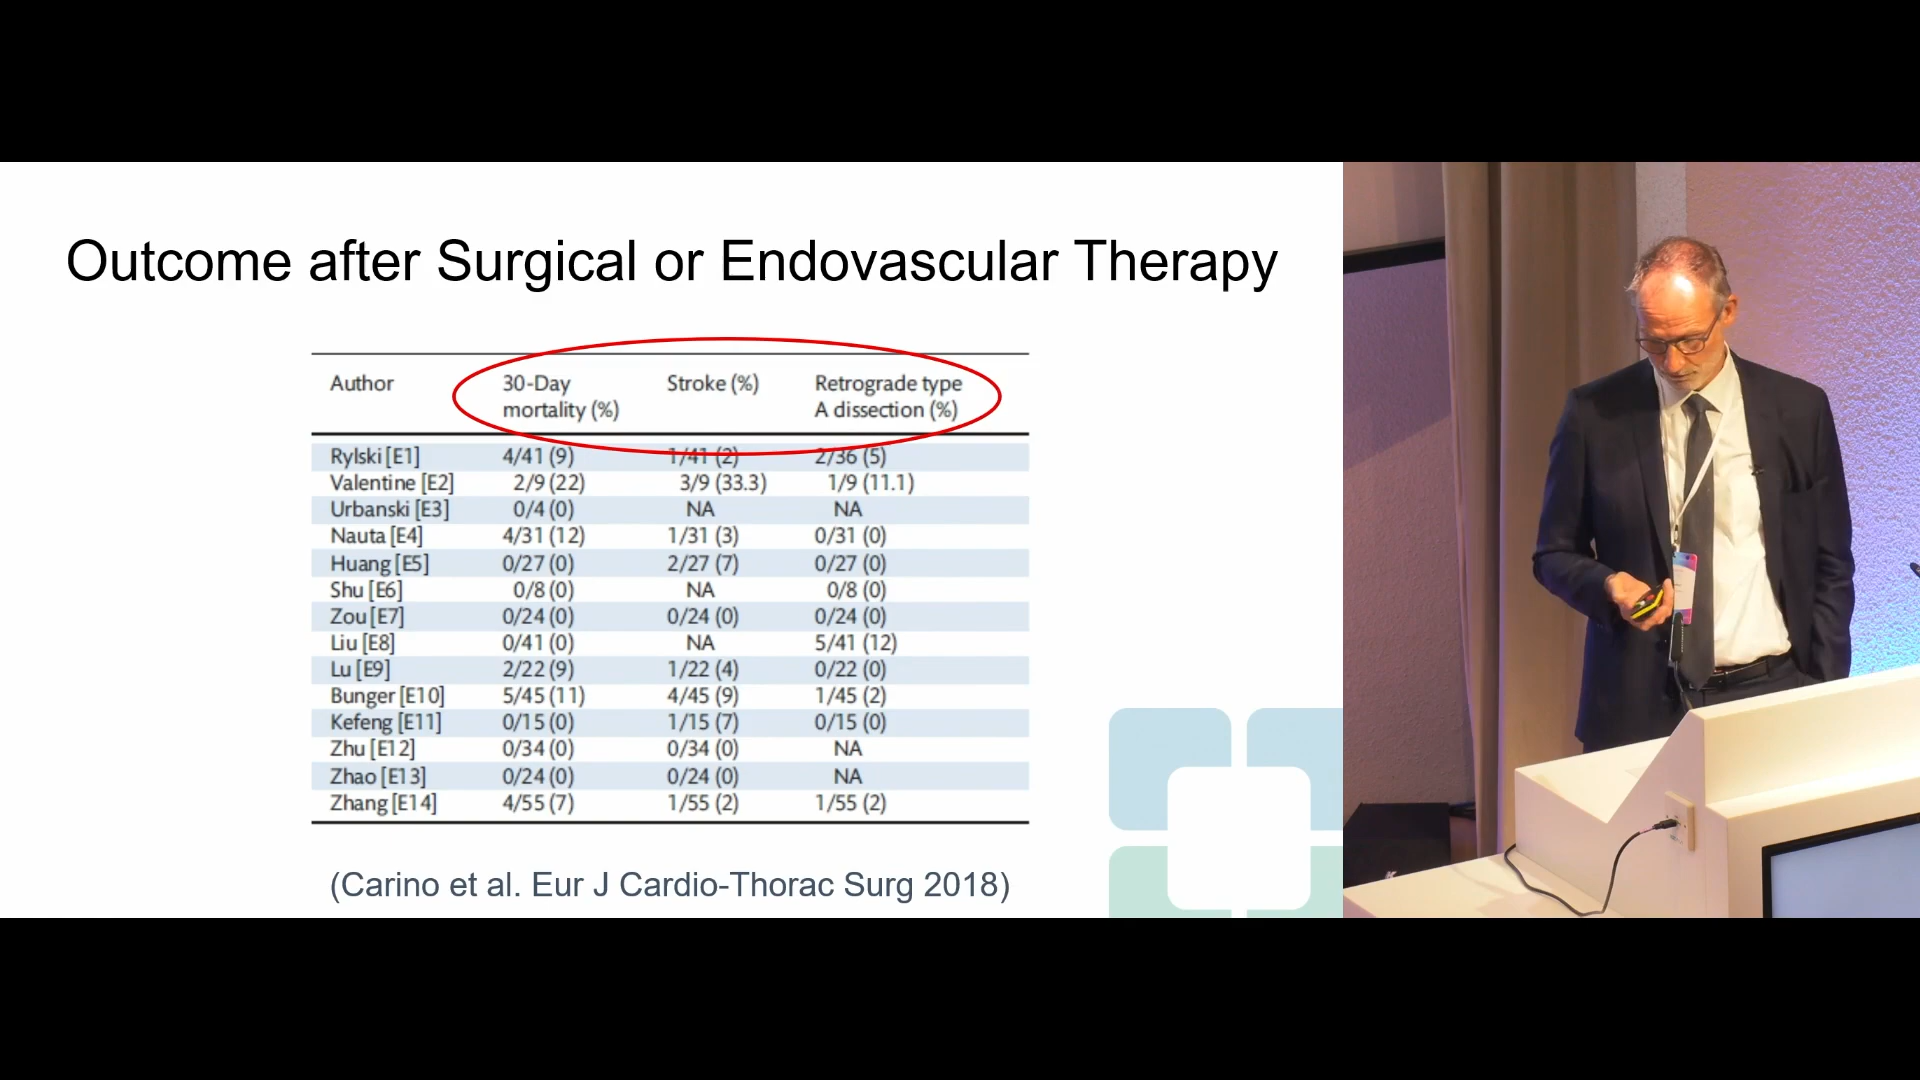 Outcome after Surgical or Endovascular Therapy
Author 30-Day mortality (%) Stroke (%) Retrograde type A dissection (%)
Rylski [E1] 4/41 (9) 1/41 (2) 2/36 (5)
Valentine [E2] 2/9 (22) 3/9 (33.3) 1/9 (11.1)
Urbanski [E3] 0/4 (0) NA NA
Nauta [E4] 4/31 (12) 1/31 (3) 0/31 (0)
Huang [E5] 0/27 (0) 2/27 (7) 0/27 (0)
Shu [E6] 0/8 (0) NA 0/8 (0)
Zou [E7] 0/24 (0) 0/24 (0) 0/24 (0)
Liu [E8] 0/41 (0) NA 5/41 (12)
Lu [E9] 2/22 (9) 1/22 (4) 0/22 (0)
Bunger [E10] 5/45 (11) 4/45 (9) 1/45 (2)
Kefeng [E11] 0/15 (0) 1/15 (7) 0/15 (0)
Zhu [E12] 0/34 (0) 0/34 (0) NA
Zhao [E13] 0/24 (0) 0/24 (0) NA
Zhang [E14] 4/55 (7) 1/55 (2) 1/55 (2)
(Carino et al. Eur J Cardio-Thorac Surg 2018)